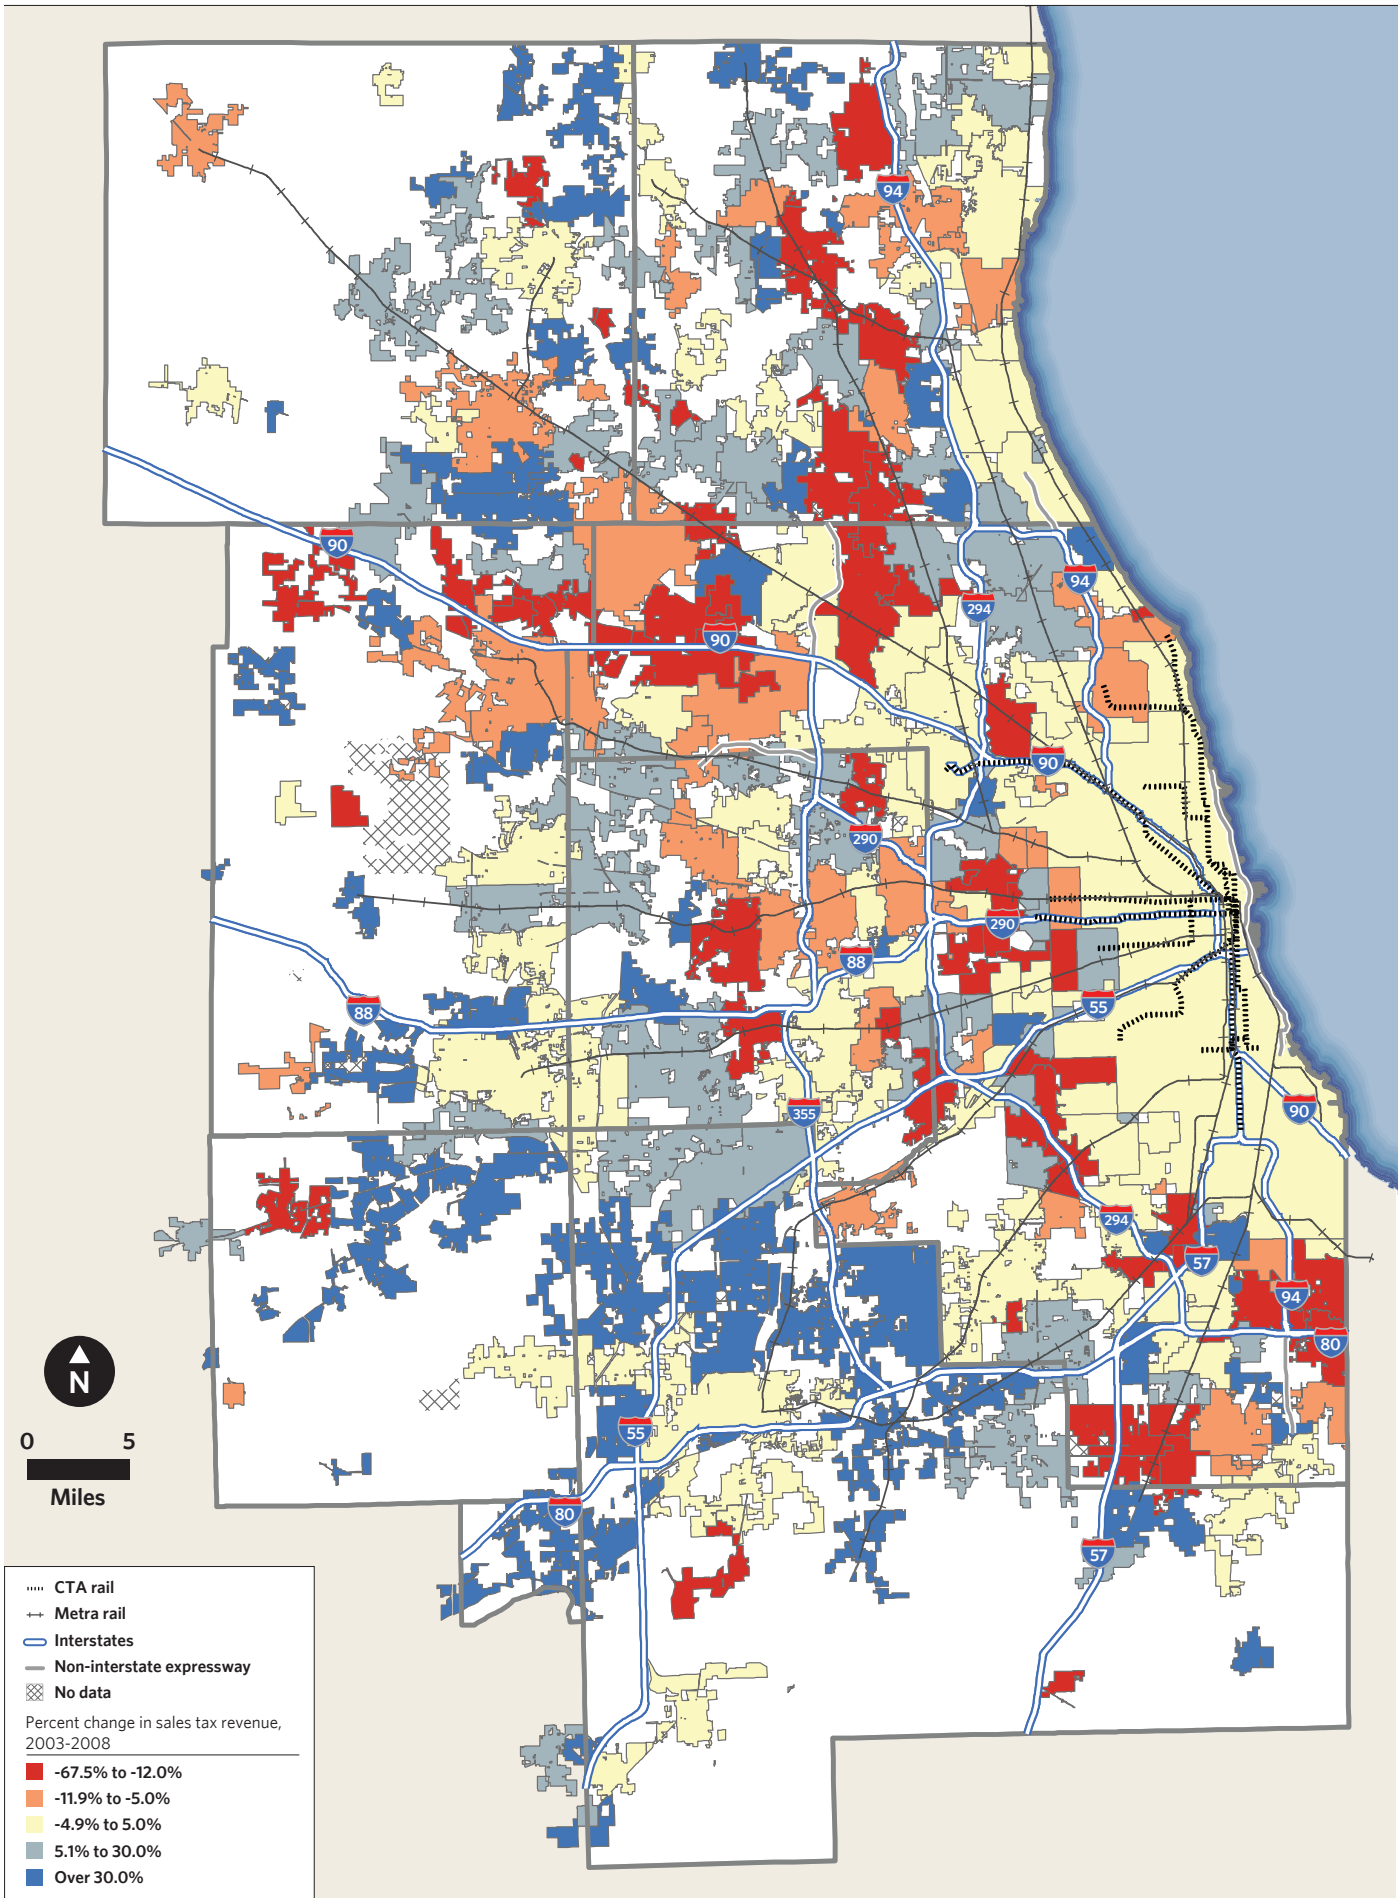 94
90
94
294
90
90
290
290
88
55
88
355
90
294
57
94
80
N
0 5
Miles
55
80
57
CTA rail
Metra rail
Interstates
Non-interstate expressway
No data
Percent change in sales tax revenue,
2003-2008
-67.5% to -12.0%
-11.9% to -5.0%
-4.9% to 5.0%
5.1% to 30.0%
Over 30.0%